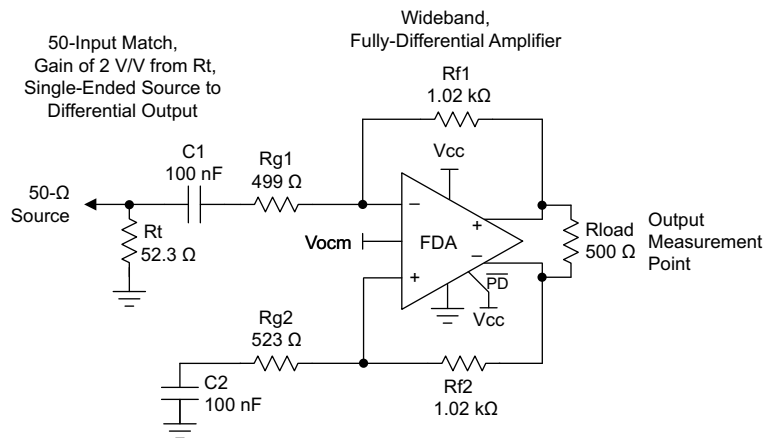 Wideband,
Fully-Differential Amplifier
50-Input Match,
Gain of 2 V/V from Rt,
Single-Ended Source to
Differential Output
Rf1
1.02 kΩ
C1
100 nF
Rg1
499 Ω
Vcc
50-Ω
Source
Rt
52.3 Ω
−
+
Vocm
FDA
−
+
PD
Vcc
Rload
500 Ω
Output
Measurement
Point
Rg2
523 Ω
C2
100 nF
Rf2
1.02 kΩ